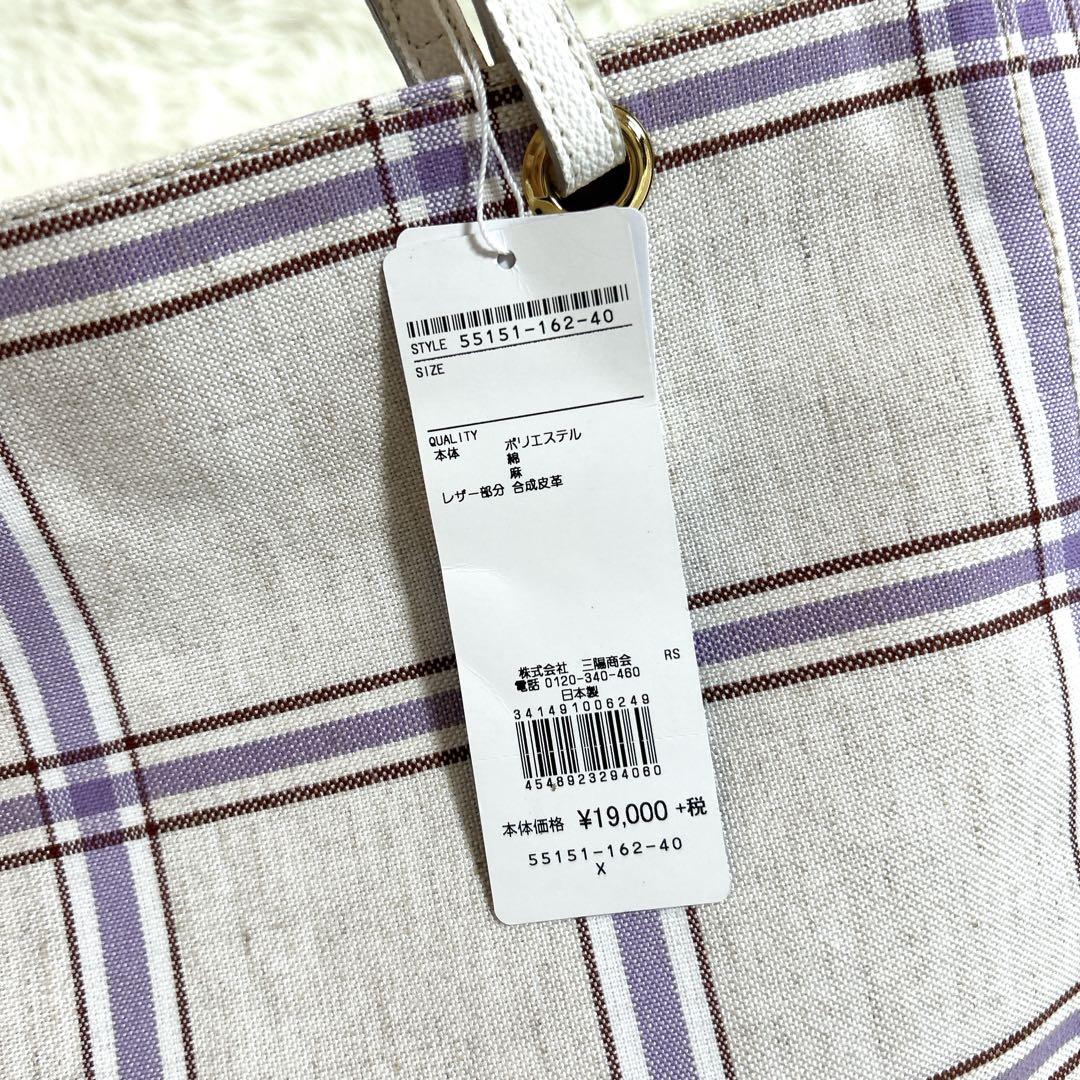 STYLE 55151-162-40
SIZE
QUALITY
本体 ポリエステル
綿
麻
レザー部分 合成皮革
株式会社 三陽商会 RS
電話 0120-340-460
日本製
341491006249
4548923294060
本体価格 ¥19,000 +税
55151-162-40
X